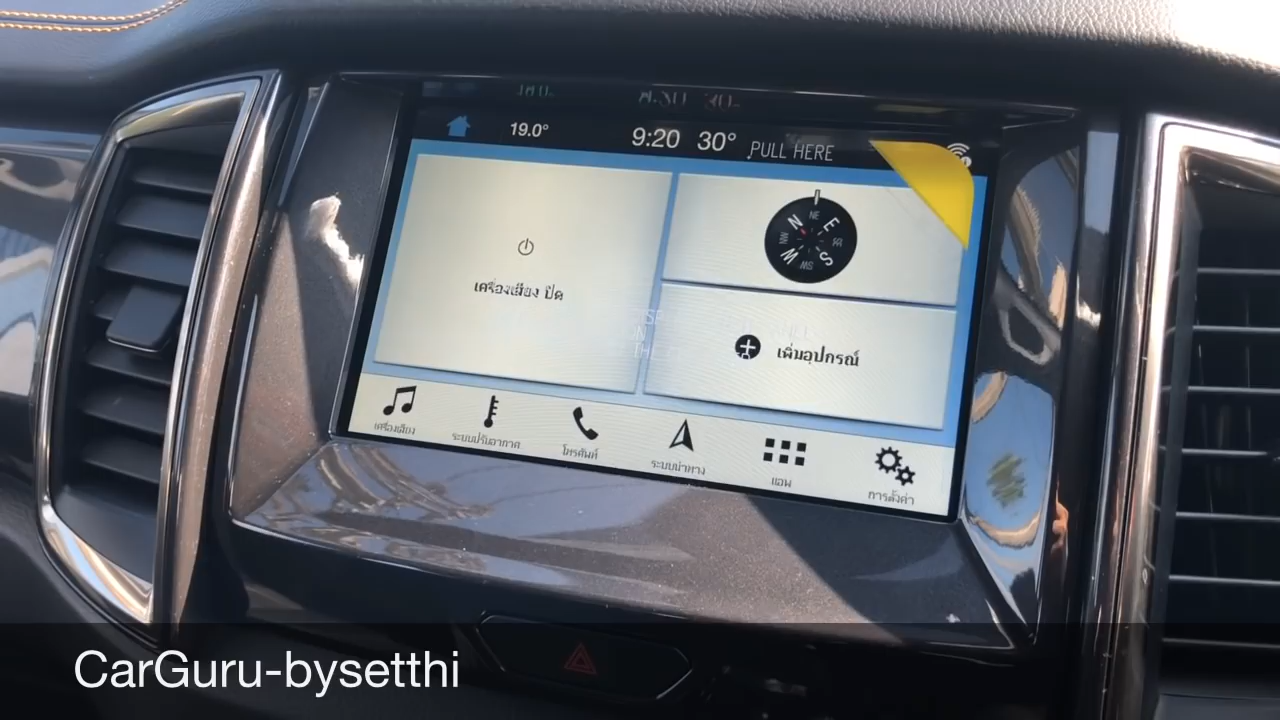 19.0° 9:20 30° PULL HERE
N NE E S SW W NW
เครื่องเสียง ปิด
เพิ่มอุปกรณ์
เครื่องเสียง ระบบปรับอากาศ โทรศัพท์ ระบบนำทาง แอพ การตั้งค่า
CarGuru-bysetthi